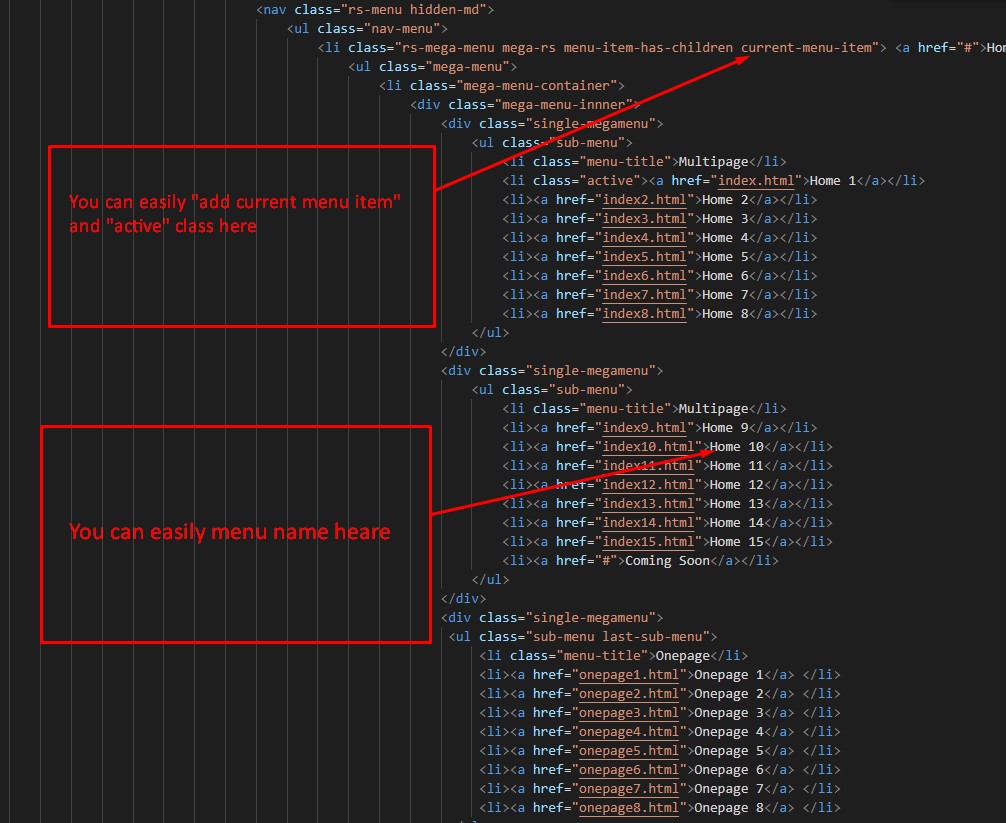 <nav class="rs-menu hidden-md">
<ul class="nav-menu">
<li class="rs-mega-menu mega-rs menu-item-has-children current-menu-item"> <a href="#">Hom
<ul class="mega-menu">
<li class="mega-menu-container">
<div class="mega-menu-innner">
<div class="single-megamenu">
<ul class="sub-menu">
<li class="menu-title">Multipage</li>
<li class="active"><a href="index.html">Home 1</a></li>
<li><a href="index2.html">Home 2</a></li>
<li><a href="index3.html">Home 3</a></li>
<li><a href="index4.html">Home 4</a></li>
<li><a href="index5.html">Home 5</a></li>
<li><a href="index6.html">Home 6</a></li>
<li><a href="index7.html">Home 7</a></li>
<li><a href="index8.html">Home 8</a></li>
</ul>
</div>
You can easily "add current menu item"
and "active" class here
<div class="single-megamenu">
<ul class="sub-menu">
<li class="menu-title">Multipage</li>
<li><a href="index9.html">Home 9</a></li>
<li><a href="index10.html">Home 10</a></li>
<li><a href="index11.html">Home 11</a></li>
<li><a href="index12.html">Home 12</a></li>
<li><a href="index13.html">Home 13</a></li>
<li><a href="index14.html">Home 14</a></li>
<li><a href="index15.html">Home 15</a></li>
<li><a href="#">Coming Soon</a></li>
</ul>
</div>
You can easily menu name heare
<div class="single-megamenu">
<ul class="sub-menu last-sub-menu">
<li class="menu-title">Onepage</li>
<li><a href="onepage1.html">Onepage 1</a> </li>
<li><a href="onepage2.html">Onepage 2</a> </li>
<li><a href="onepage3.html">Onepage 3</a> </li>
<li><a href="onepage4.html">Onepage 4</a> </li>
<li><a href="onepage5.html">Onepage 5</a> </li>
<li><a href="onepage6.html">Onepage 6</a> </li>
<li><a href="onepage7.html">Onepage 7</a> </li>
<li><a href="onepage8.html">Onepage 8</a> </li>